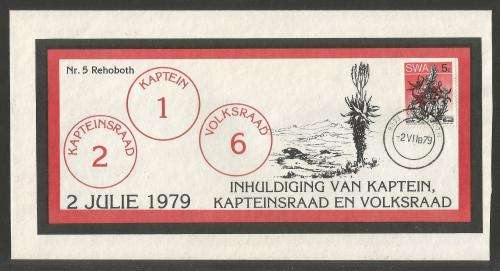 Nr. 5 Rehoboth
KAPTEIN
1
KAPTEINSRAAD
2
VOLKSRAAD
6
SWA 5c
-2 VII 79
2 JULIE 1979
INHULDIGING VAN KAPTEIN,
KAPTEINSRAAD EN VOLKSRAAD